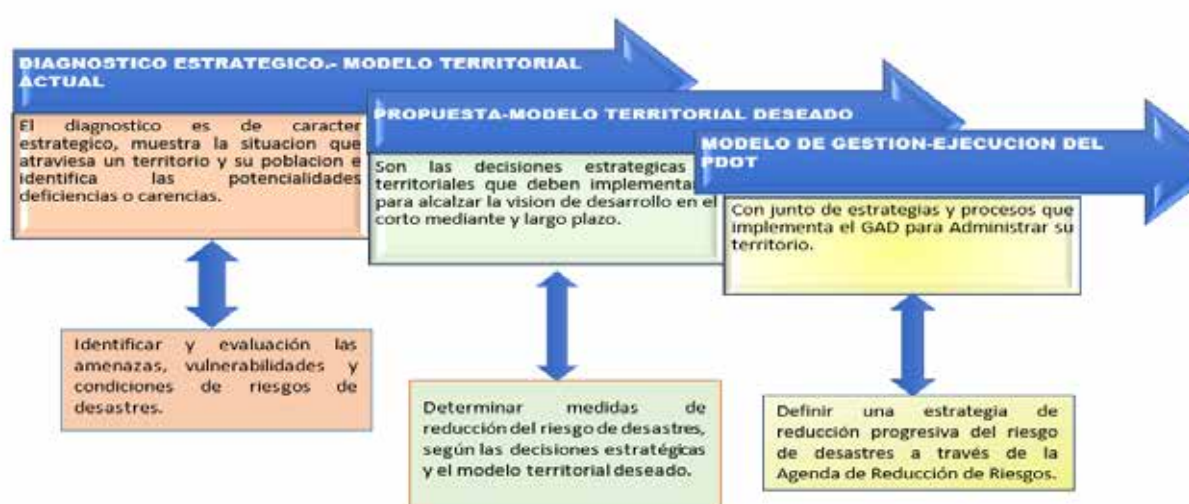 DIAGNOSTICO ESTRATEGICO.- MODELO TERRITORIAL
ACTUAL
El diagnostico es de caracter
estrategico, muestra la situacion que
atraviesa un territorio y su poblacion e
identifica las potencialidades
deficiencias o carencias.
PROPUESTA-MODELO TERRITORIAL DESEADO
Son las decisiones estrategicas
territoriales que deben implementar
para alcalzar la vision de desarrollo en el
corto mediante y largo plazo.
MODELO DE GESTION-EJECUCION DEL
PDOT
Con junto de estrategias y procesos que
implementa el GAD para Administrar su
territorio.
Identificar y evaluación las
amenazas, vulnerabilidades y
condiciones de riesgos de
desastres.
Determinar medidas de
reducción del riesgo de desastres,
según las decisiones estratégicas
y el modelo territorial deseado.
Definir una estrategia de
reducción progresiva del riesgo
de desastres a través de la
Agenda de Reducción de Riesgos.